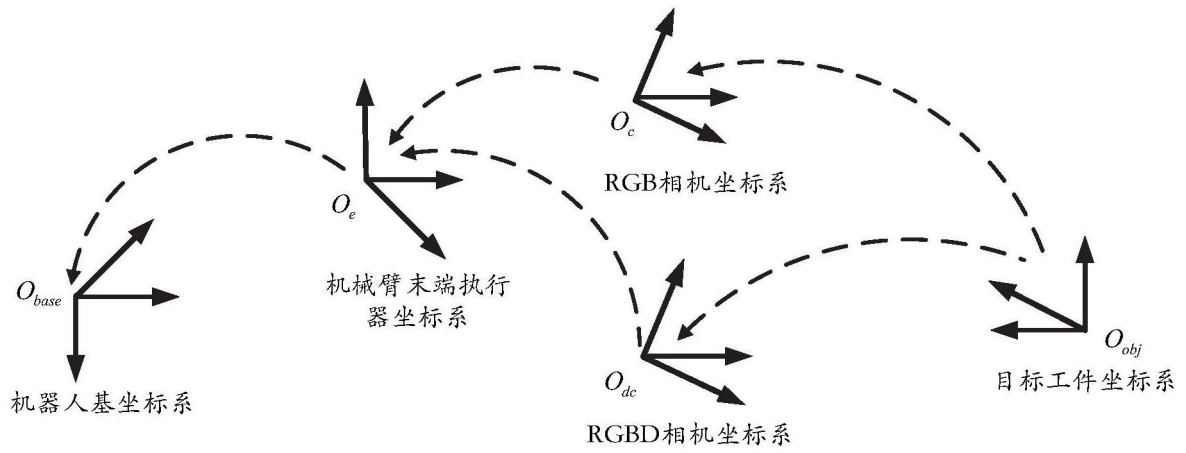 O_c
RGB相机坐标系
O_e
机械臂末端执行
器坐标系
O_base
机器人基坐标系
O_dc
RGBD相机坐标系
O_obj
目标工件坐标系